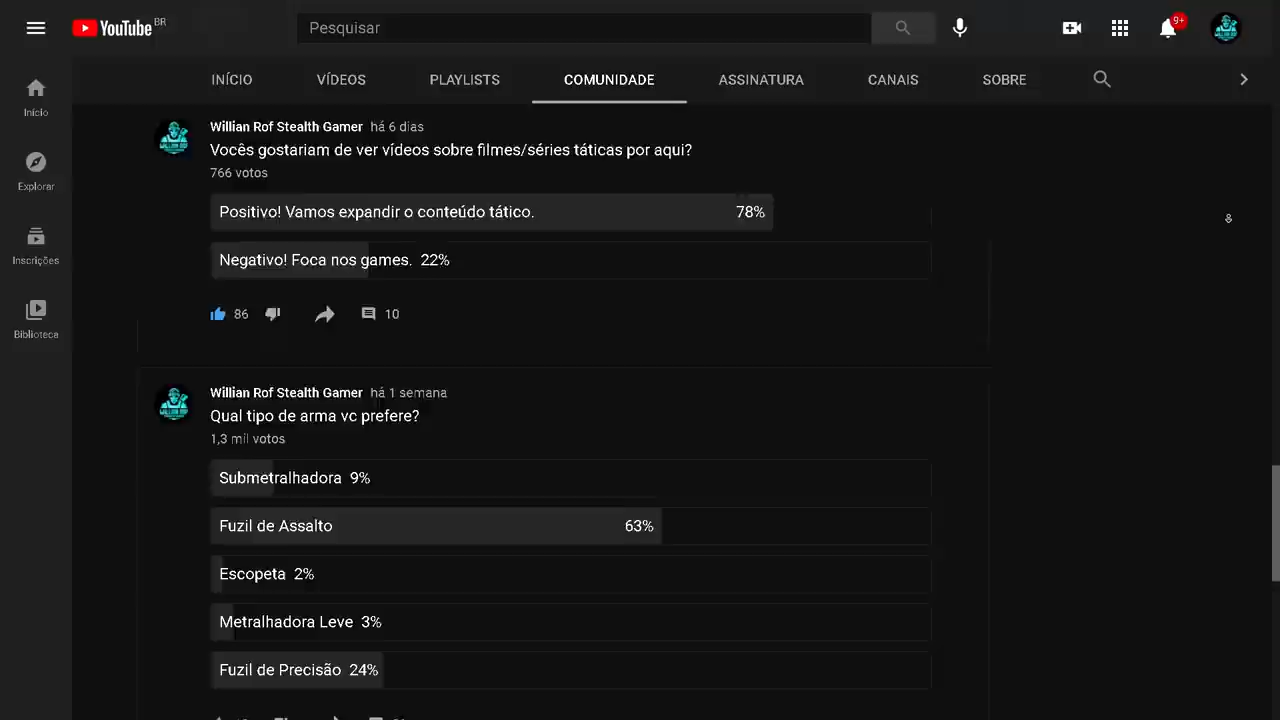 YouTube BR
Pesquisar
9+
Início
Explorar
Inscrições
Biblioteca
INÍCIO VÍDEOS PLAYLISTS COMUNIDADE ASSINATURA CANAIS SOBRE
Willian Rof Stealth Gamer há 6 dias
Vocês gostariam de ver vídeos sobre filmes/séries táticas por aqui?
766 votos
Positivo! Vamos expandir o conteúdo tático. 78%
Negativo! Foca nos games. 22%
86 10
Willian Rof Stealth Gamer há 1 semana
Qual tipo de arma vc prefere?
1,3 mil votos
Submetralhadora 9%
Fuzil de Assalto 63%
Escopeta 2%
Metralhadora Leve 3%
Fuzil de Precisão 24%